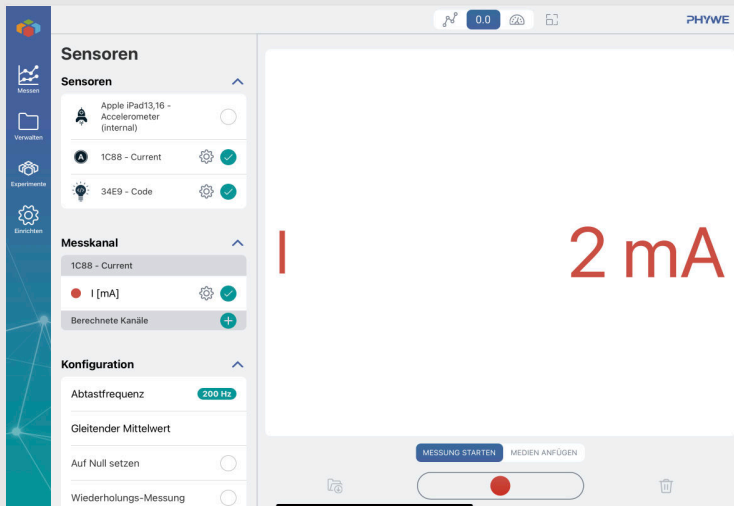 0.0
PHYWE
Messen
Verwalten
Experimente
Einrichten
Sensoren
Sensoren
Apple iPad13,16 -
Accelerometer
(internal)
A
1C88 - Current
34E9 - Code
Messkanal
1C88 - Current
I [mA]
Berechnete Kanäle
Konfiguration
Abtastfrequenz 200 Hz
Gleitender Mittelwert
Auf Null setzen
Wiederholungs-Messung
I 2 mA
MESSUNG STARTEN MEDIEN ANFÜGEN